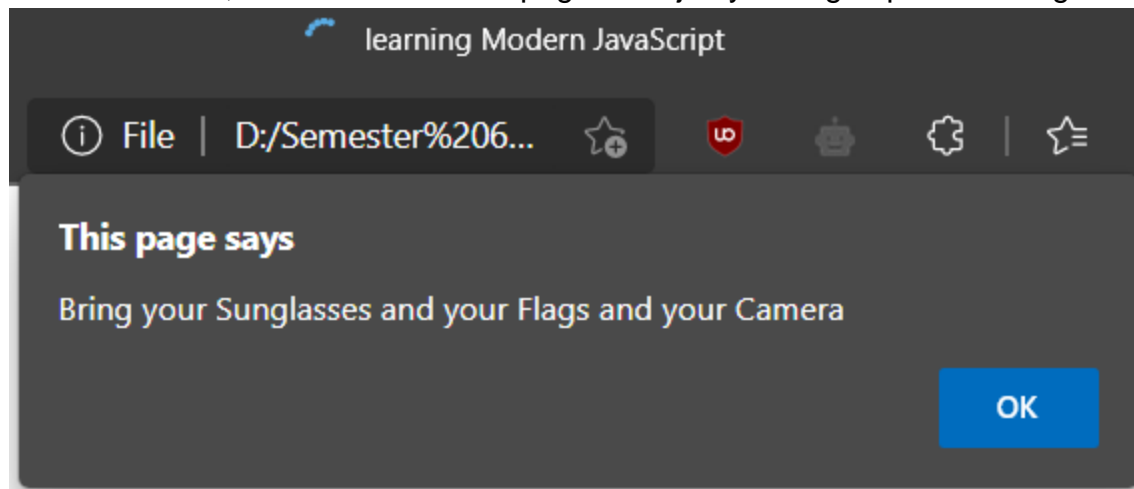 learning Modern JavaScript
File | D:/Semester%206...
This page says
Bring your Sunglasses and your Flags and your Camera
OK